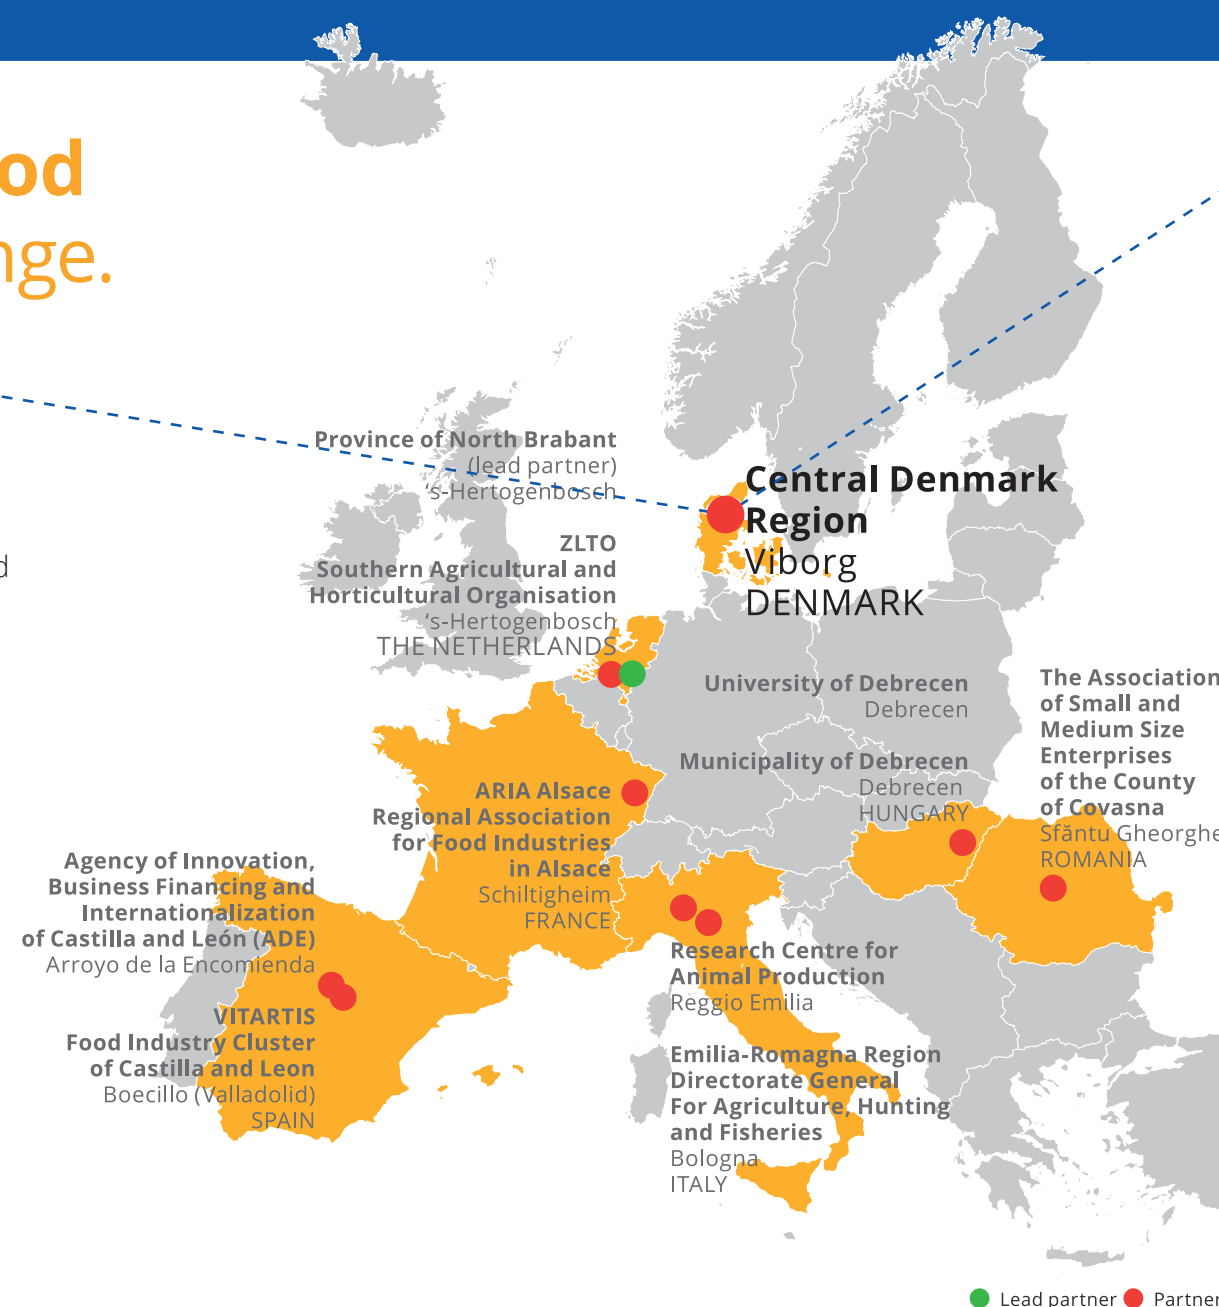 od
nge.
d
Province of North Brabant
(lead partner)
‘s-Hertogenbosch
ZLTO
Southern Agricultural and
Horticultural Organisation
‘s-Hertogenbosch
THE NETHERLANDS
Central Denmark
Region
Viborg
DENMARK
University of Debrecen
Debrecen
Municipality of Debrecen
Debrecen
HUNGARY
The Association
of Small and
Medium Size
Enterprises
of the County
of Covasna
Sfăntu Gheorghe
ROMANIA
ARIA Alsace
Regional Association
for Food Industries
in Alsace
Schiltigheim
FRANCE
Agency of Innovation,
Business Financing and
Internationalization
of Castilla and León (ADE)
Arroyo de la Encomienda
VITARTIS
Food Industry Cluster
of Castilla and Leon
Boecillo (Valladolid)
SPAIN
Research Centre for
Animal Production
Reggio Emilia
Emilia-Romagna Region
Directorate General
For Agriculture, Hunting
and Fisheries
Bologna
ITALY
Lead partner Partner